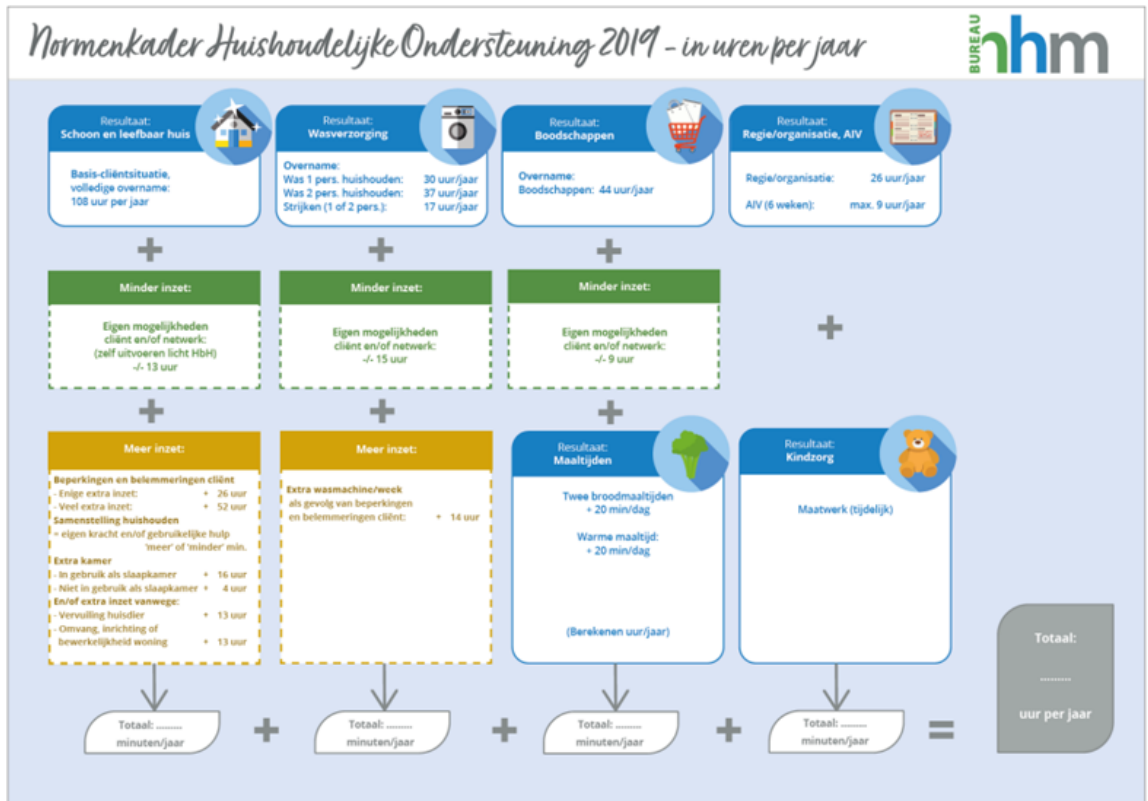 Normenkader Huishoudelijke Ondersteuning 2019 - in uren per jaar
BUREAU
nhm
Resultaat:
Schoon en leefbaar huis
Basis-cliëntsituatie,
volledige overname:
108 uur per jaar
Resultaat:
Wasverzorging
Overname:
Was 1 pers. huishouden: 30 uur/jaar
Was 2 pers. huishouden: 37 uur/jaar
Strijken (1 of 2 pers.): 17 uur/jaar
Resultaat:
Boodschappen
Overname:
Boodschappen: 44 uur/jaar
Resultaat:
Regie/organisatie, AIV
Regie/organisatie: 26 uur/jaar
AIV (6 weken): max. 9 uur/jaar
+ + +
Minder inzet:
Eigen mogelijkheden
cliënt en/of netwerk:
(zelf uitvoeren licht HbH)
-/- 13 uur
Minder inzet:
Eigen mogelijkheden
cliënt en/of netwerk:
-/- 15 uur
Minder inzet:
Eigen mogelijkheden
cliënt en/of netwerk:
-/- 9 uur
+
+ + +
Meer inzet:
Beperkingen en belemmeringen cliënt
- Enige extra inzet: + 26 uur
- Veel extra inzet: + 52 uur
Samenstelling huishouden
= eigen kracht en/of gebruikelijke hulp
'meer' of 'minder' min.
Extra kamer
- In gebruik als slaapkamer + 16 uur
- Niet in gebruik als slaapkamer + 4 uur
En/of extra inzet vanwege:
- Vervuiling huisdier + 13 uur
- Omvang, inrichting of
bewerkelijkheid woning + 13 uur
Meer inzet:
Extra wasmachine/week
als gevolg van beperkingen
en belemmeringen cliënt: + 14 uur
Resultaat:
Maaltijden
Twee broodmaaltijden
+ 20 min/dag
Warme maaltijd:
+ 20 min/dag
(Berekenen uur/jaar)
Resultaat:
Kindzorg
Maatwerk (tijdelijk)
Totaal: .........
minuten/jaar
+
Totaal: .........
minuten/jaar
+
Totaal: .........
minuten/jaar
+
Totaal: .........
minuten/jaar
=
Totaal:
.........
uur per jaar